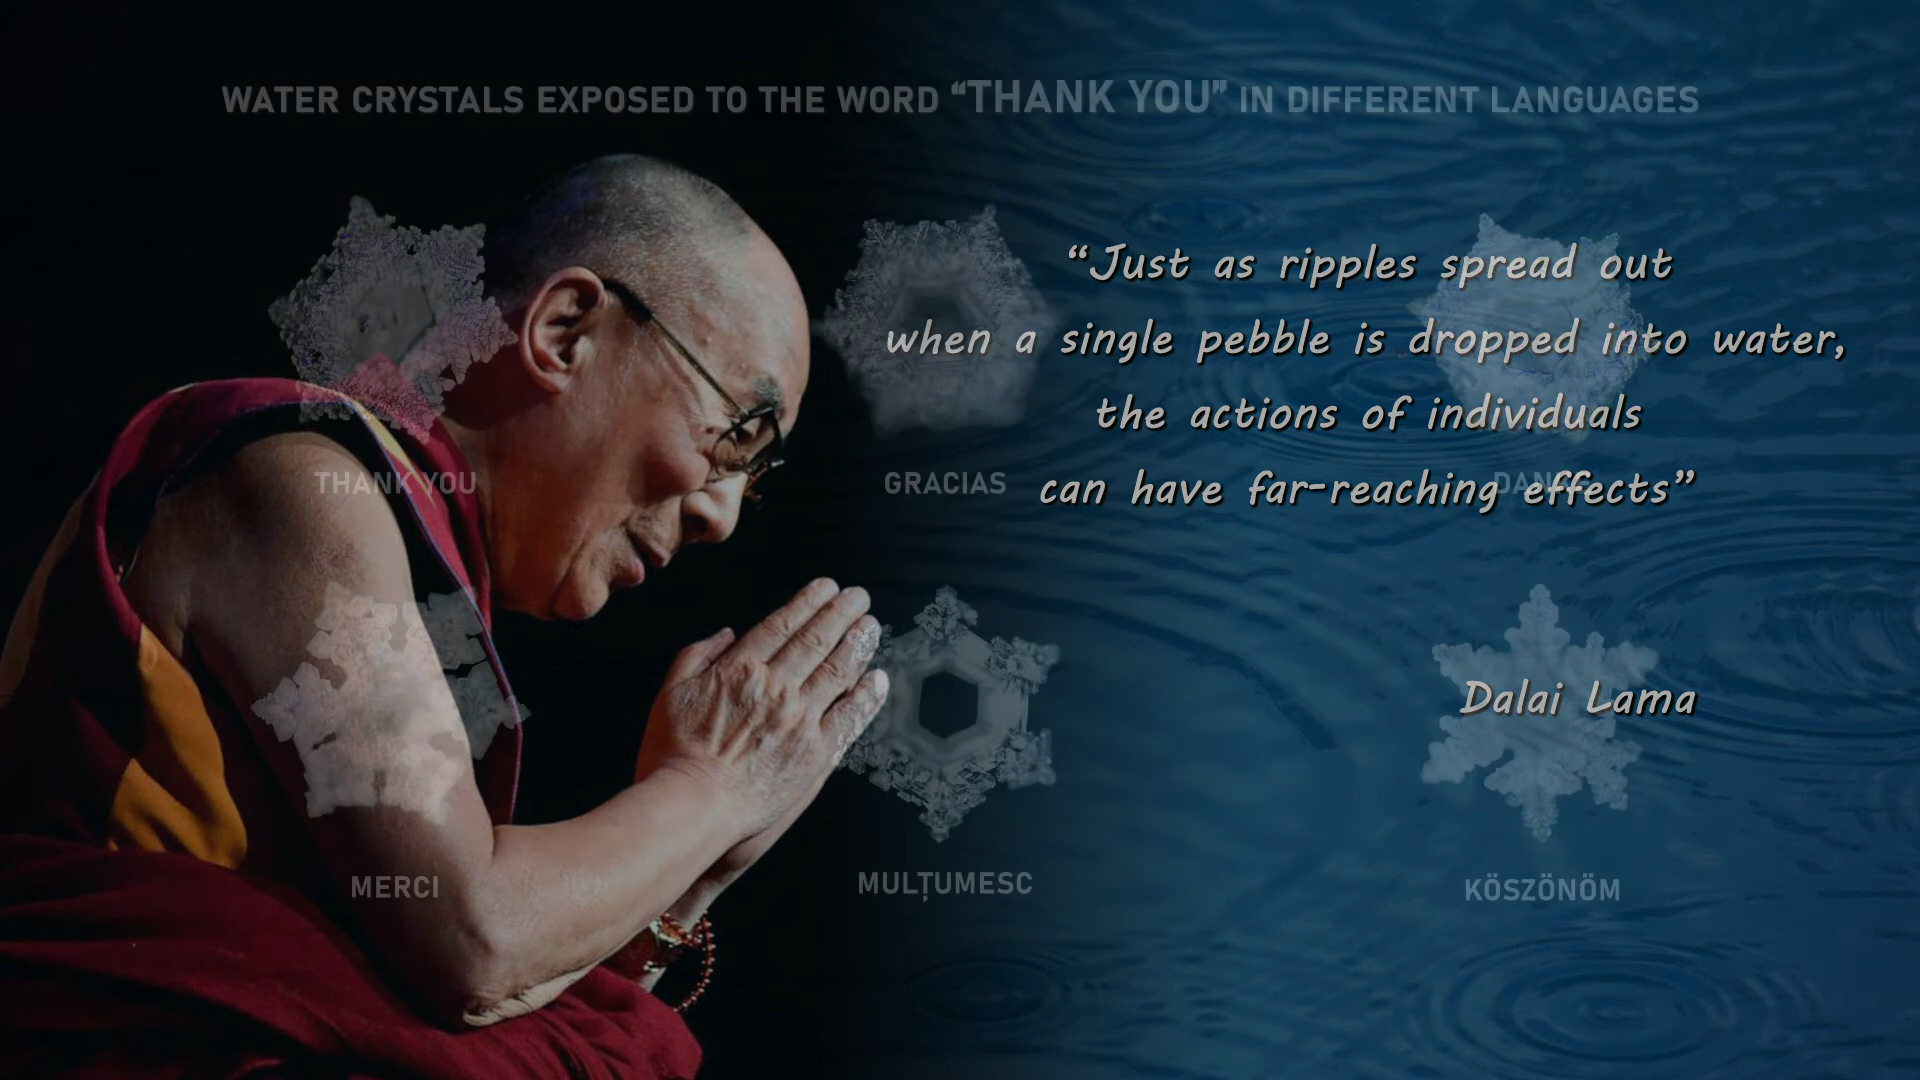 WATER CRYSTALS EXPOSED TO THE WORD “THANK YOU” IN DIFFERENT LANGUAGES
“Just as ripples spread out
when a single pebble is dropped into water,
the actions of individuals
can have far-reaching effects”
Dalai Lama
THANK YOU
GRACIAS
MERCI
MULȚUMESC
KÖSZÖNÖM